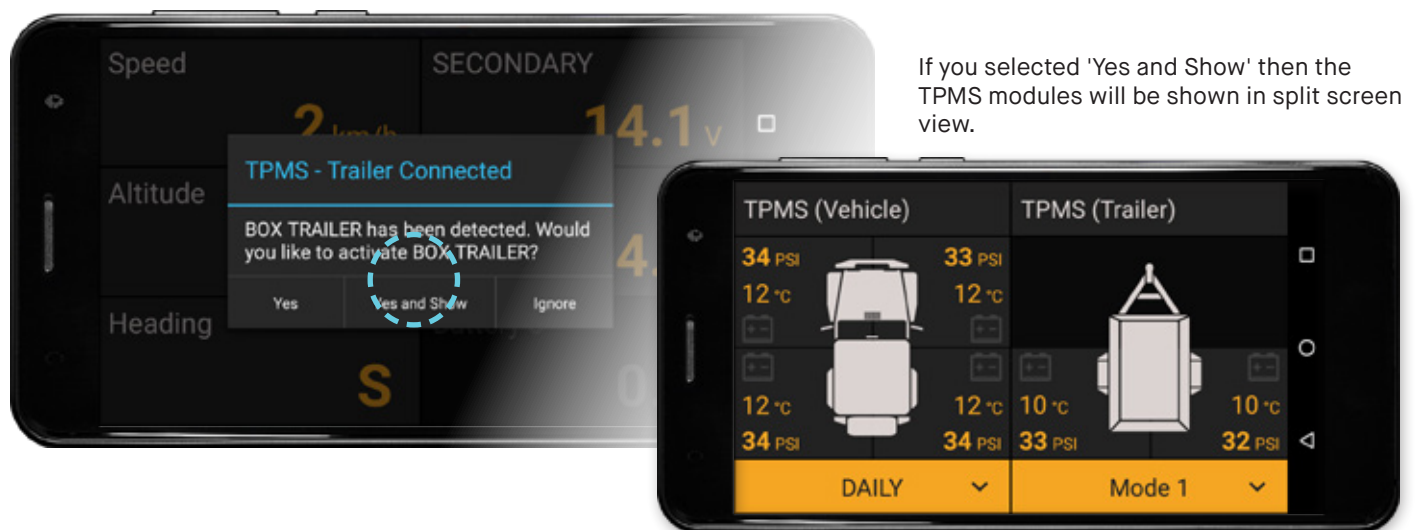 Speed
SECONDARY
2 km/h
14.1 V
TPMS - Trailer Connected
Altitude
BOX TRAILER has been detected. Would
you like to activate BOX TRAILER?
4.
Yes
Yes and Show
Ignore
Heading
S
0.
If you selected 'Yes and Show' then the
TPMS modules will be shown in split screen
view.
TPMS (Vehicle)
TPMS (Trailer)
34 PSI
33 PSI
12 °C
12 °C
12 °C
12 °C
10 °C
10 °C
34 PSI
34 PSI
33 PSI
32 PSI
DAILY
Mode 1